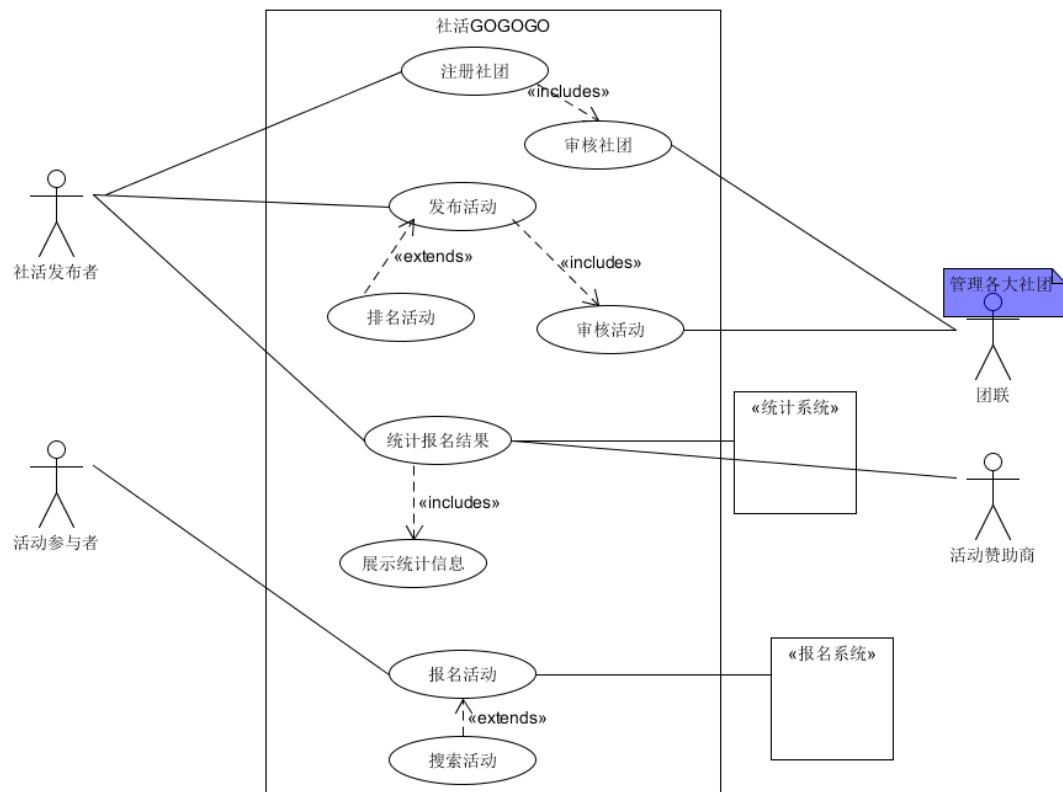 社活GOGOGO
注册社团
«includes»
审核社团
社活发布者
发布活动
«extends»
«includes»
排名活动
审核活动
管理各大社团
团联
统计报名结果
«统计系统»
«includes»
活动参与者
活动赞助商
展示统计信息
报名活动
«报名系统»
«extends»
搜索活动